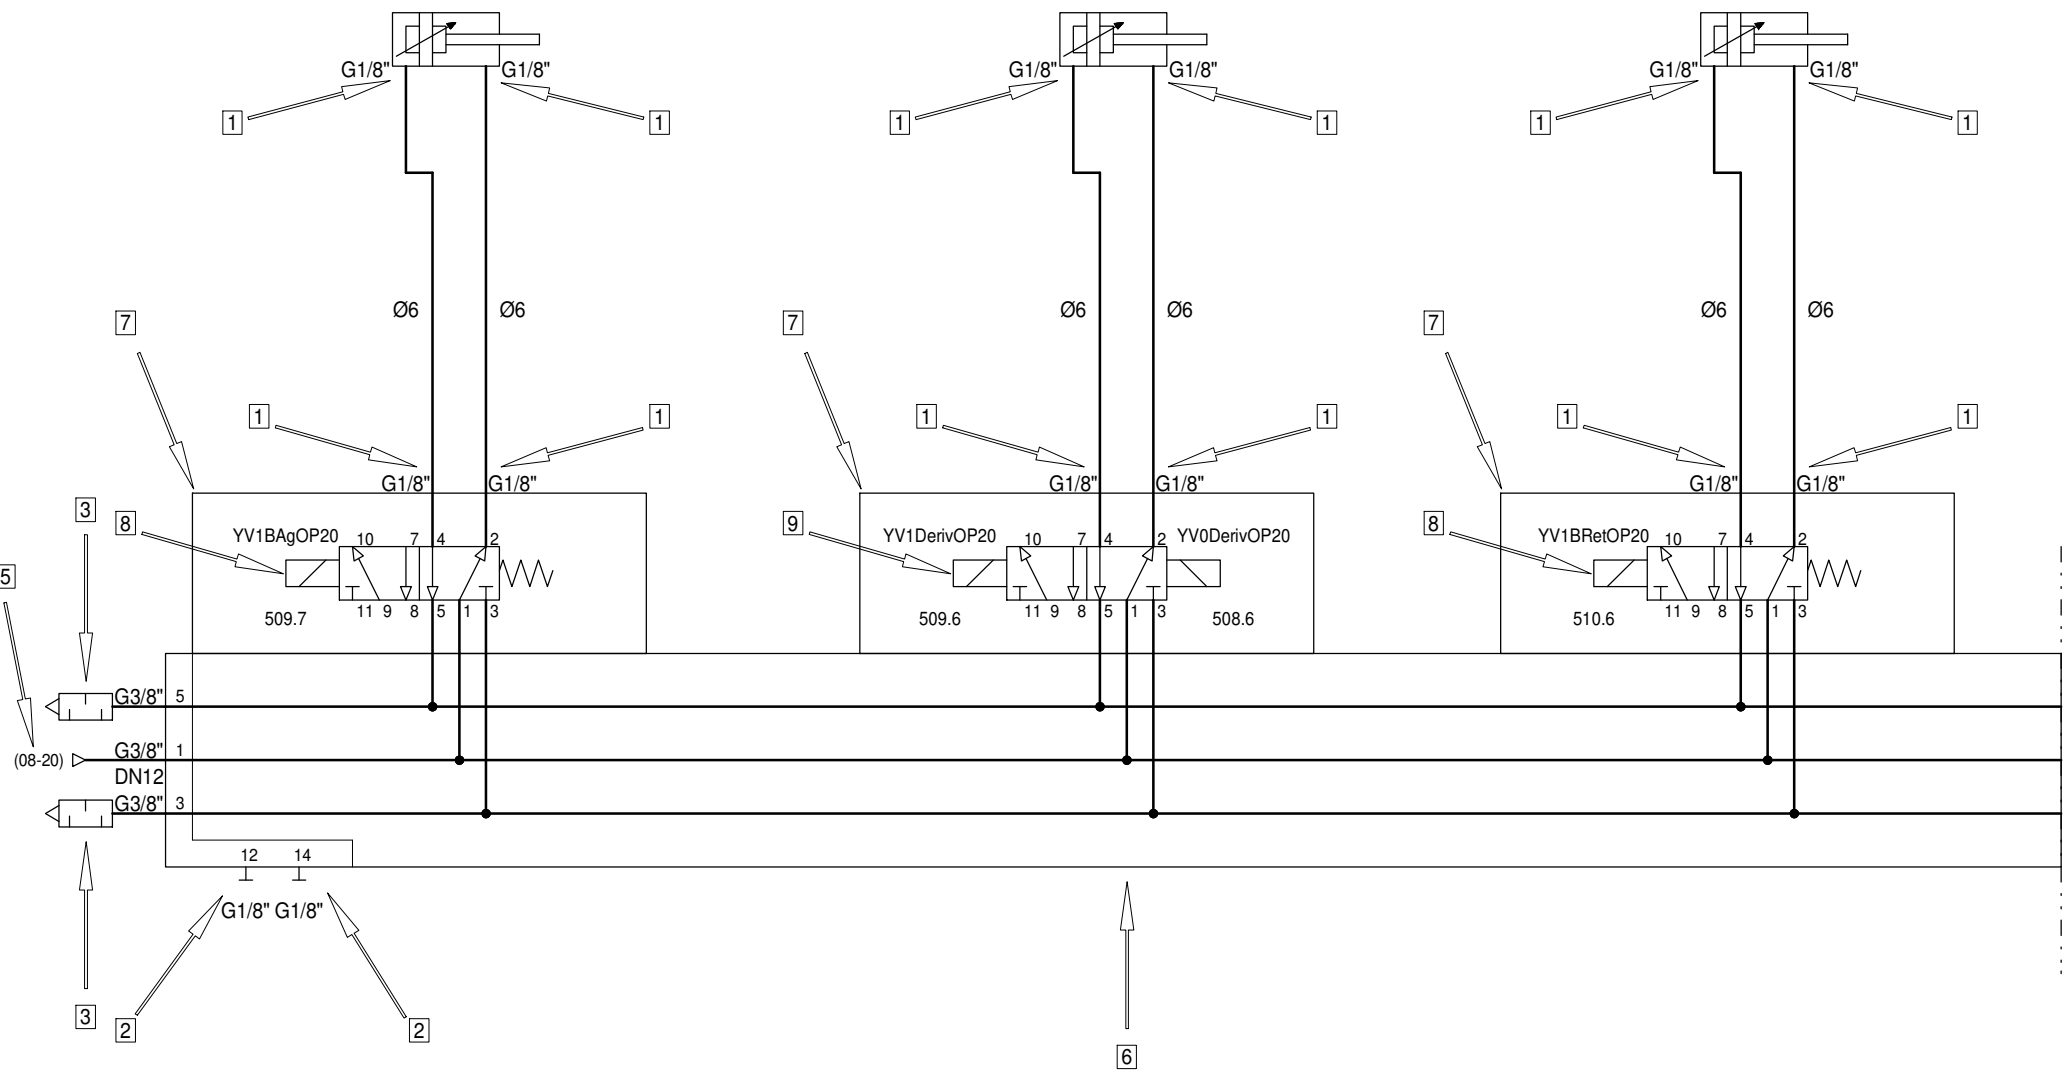 G1/8" G1/8" G1/8" G1/8" G1/8" G1/8"
1 1 1 1 1 1
Ø6 Ø6 Ø6 Ø6 Ø6 Ø6
7 7 7
1 1 1 1 1 1
G1/8" G1/8" G1/8" G1/8" G1/8" G1/8"
3 8 9 8
YV1BAgOP20 10 7 4 2 YV1DerivOP20 10 7 4 2 YV0DerivOP20 YV1BRetOP20 10 7 4 2
5
11 9 8 5 1 3 11 9 8 5 1 3 11 9 8 5 1 3
509.7 509.6 508.6 510.6
G3/8" 5
(08-20) G3/8" 1
DN12
G3/8" 3
12 14
G1/8" G1/8"
3 2 2
6